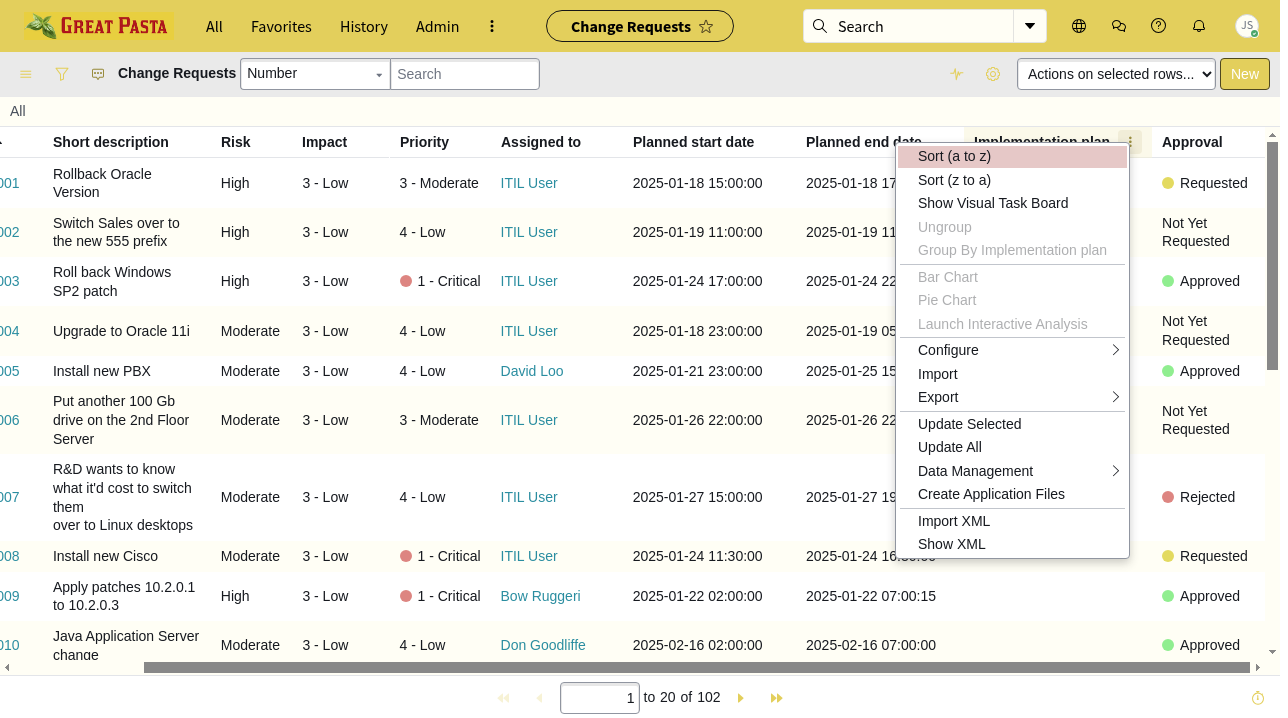 GREAT PASTA All Favorites History Admin Change Requests Search JS
Change Requests Number Search Actions on selected rows... New
All
Short description Risk Impact Priority Assigned to Planned start date Planned end date Implementation plan Approval
001 Rollback Oracle Version High 3 - Low 3 - Moderate ITIL User 2025-01-18 15:00:00 2025-01-18 17 Requested
002 Switch Sales over to the new 555 prefix High 3 - Low 4 - Low ITIL User 2025-01-19 11:00:00 2025-01-19 11 Not Yet Requested
003 Roll back Windows SP2 patch High 3 - Low 1 - Critical ITIL User 2025-01-24 17:00:00 2025-01-24 22 Approved
004 Upgrade to Oracle 11i Moderate 3 - Low 4 - Low ITIL User 2025-01-18 23:00:00 2025-01-19 05 Not Yet Requested
005 Install new PBX Moderate 3 - Low 4 - Low David Loo 2025-01-21 23:00:00 2025-01-25 15 Approved
006 Put another 100 Gb drive on the 2nd Floor Server Moderate 3 - Low 3 - Moderate ITIL User 2025-01-26 22:00:00 2025-01-26 22 Not Yet Requested
007 R&D wants to know what it'd cost to switch them over to Linux desktops Moderate 3 - Low 4 - Low ITIL User 2025-01-27 15:00:00 2025-01-27 19 Rejected
008 Install new Cisco Moderate 3 - Low 1 - Critical ITIL User 2025-01-24 11:30:00 2025-01-24 16:30:00 Requested
009 Apply patches 10.2.0.1 to 10.2.0.3 High 3 - Low 1 - Critical Bow Ruggeri 2025-01-22 02:00:00 2025-01-22 07:00:15 Approved
010 Java Application Server change Moderate 3 - Low 4 - Low Don Goodliffe 2025-02-16 02:00:00 2025-02-16 07:00:00 Approved
Sort (a to z)
Sort (z to a)
Show Visual Task Board
Ungroup
Group By Implementation plan
Bar Chart
Pie Chart
Launch Interactive Analysis
Configure
Import
Export
Update Selected
Update All
Data Management
Create Application Files
Import XML
Show XML
1 to 20 of 102